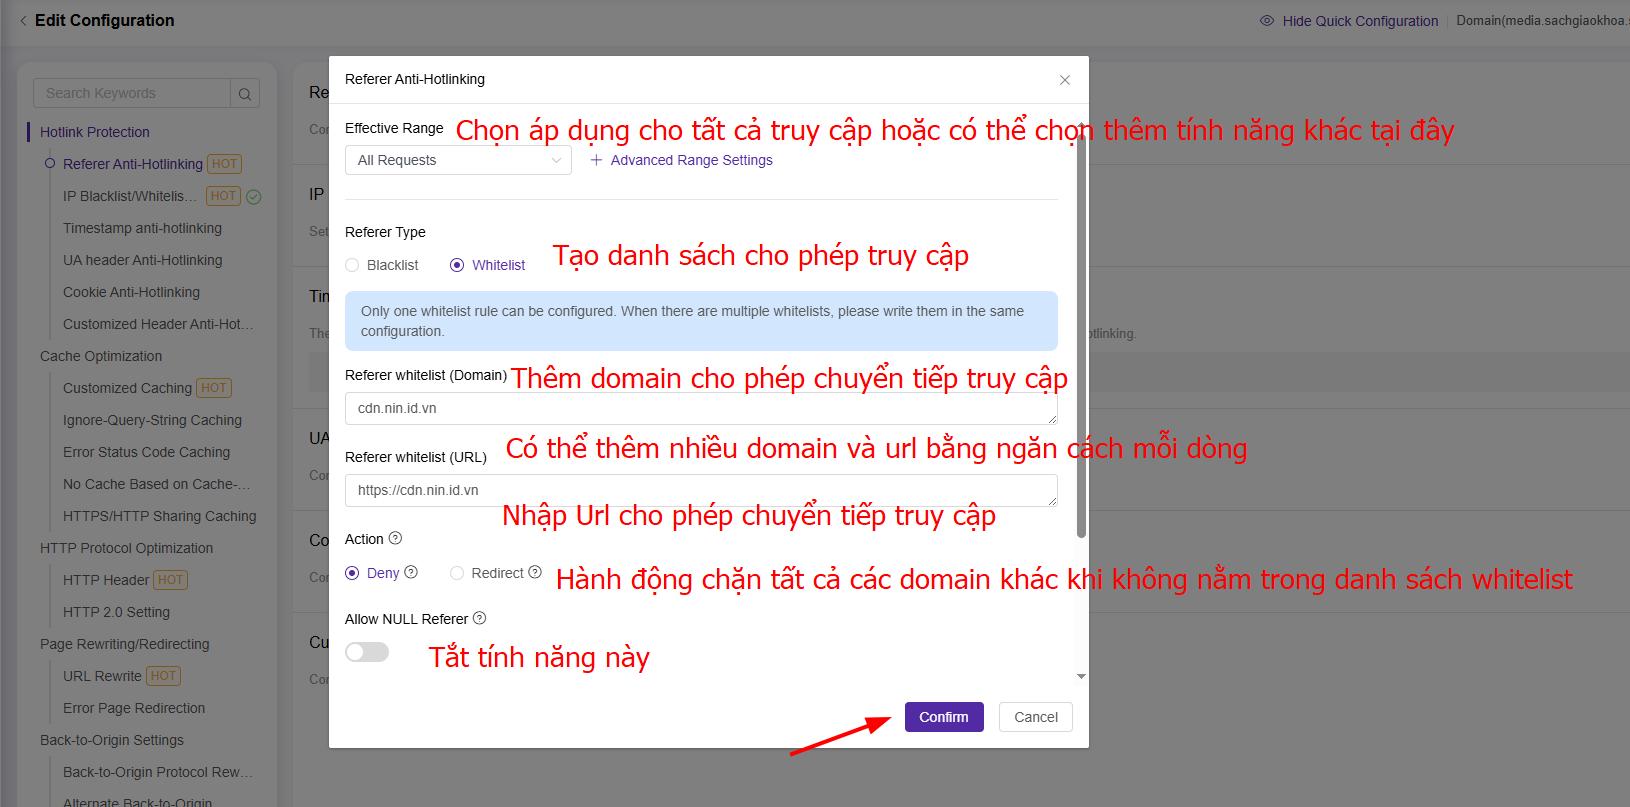 Edit Configuration
Hide Quick Configuration
Domain(media.sachgiaokhoa.
Search Keywords
Hotlink Protection
Referer Anti-Hotlinking HOT
IP Blacklist/Whitelis... HOT
Timestamp anti-hotlinking
UA header Anti-Hotlinking
Cookie Anti-Hotlinking
Customized Header Anti-Hot...
Cache Optimization
Customized Caching HOT
Ignore-Query-String Caching
Error Status Code Caching
No Cache Based on Cache-...
HTTPS/HTTP Sharing Caching
HTTP Protocol Optimization
HTTP Header HOT
HTTP 2.0 Setting
Page Rewriting/Redirecting
URL Rewrite HOT
Error Page Redirection
Back-to-Origin Settings
Back-to-Origin Protocol Rew...
Alternate Back-to-Origin
Re
Con
IP
Set
Tim
The
otlinking.
UA
Con
Co
Con
Cu
Con
Referer Anti-Hotlinking
Effective Range
Chọn áp dụng cho tất cả truy cập hoặc có thể chọn thêm tính năng khác tại đây
All Requests
+ Advanced Range Settings
Referer Type
Blacklist
Whitelist
Tạo danh sách cho phép truy cập
Only one whitelist rule can be configured. When there are multiple whitelists, please write them in the same
configuration.
Referer whitelist (Domain)
Thêm domain cho phép chuyển tiếp truy cập
cdn.nin.id.vn
Có thể thêm nhiều domain và url bằng ngăn cách mỗi dòng
Referer whitelist (URL)
https://cdn.nin.id.vn
Nhập Url cho phép chuyển tiếp truy cập
Action
Deny
Redirect
Hành động chặn tất cả các domain khác khi không nằm trong danh sách whitelist
Allow NULL Referer
Tắt tính năng này
Confirm
Cancel